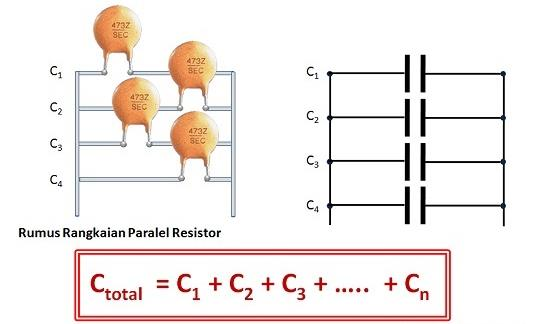 473Z
SEC
473Z
SEC
473Z
SEC
473Z
SEC
C1
C2
C3
C4
C1
C2
C3
C4
Rumus Rangkaian Paralel Resistor
Ctotal = C1 + C2 + C3 + ..... + Cn